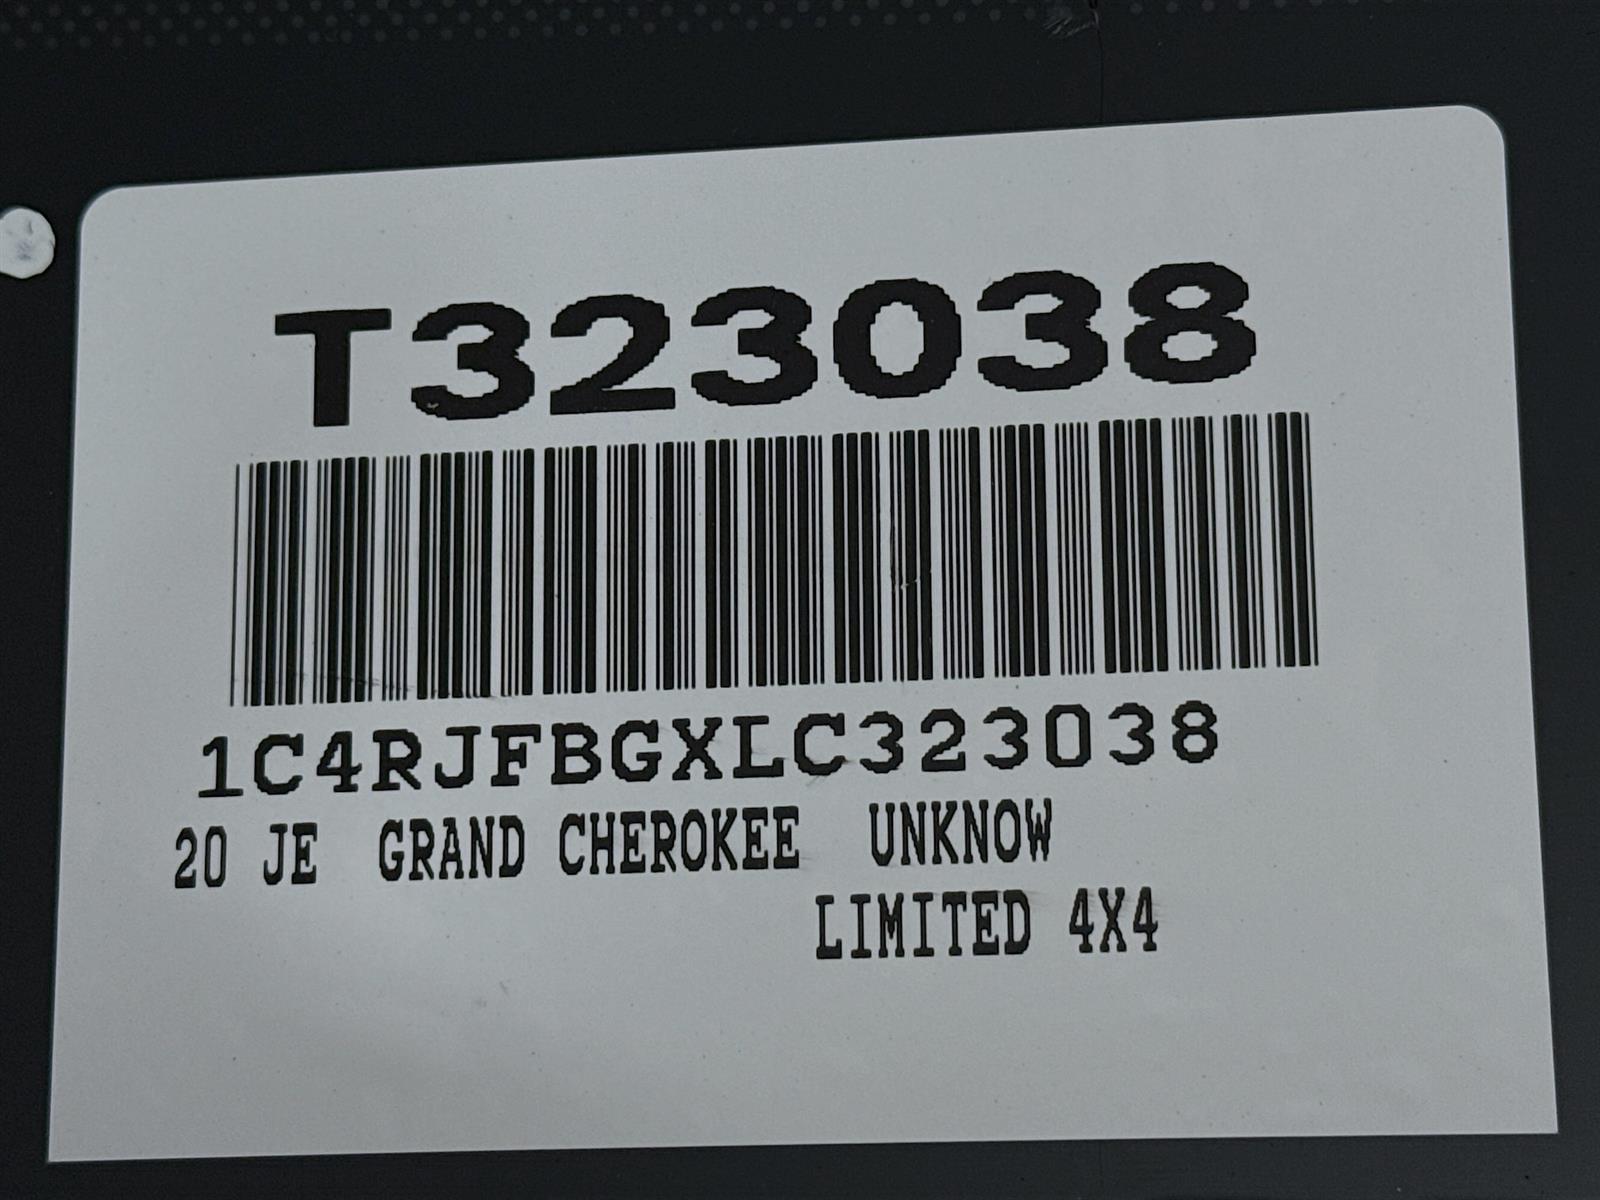 T323038
1C4RJFBGXLC323038
20 JE GRAND CHEROKEE UNKNOW
LIMITED 4X4